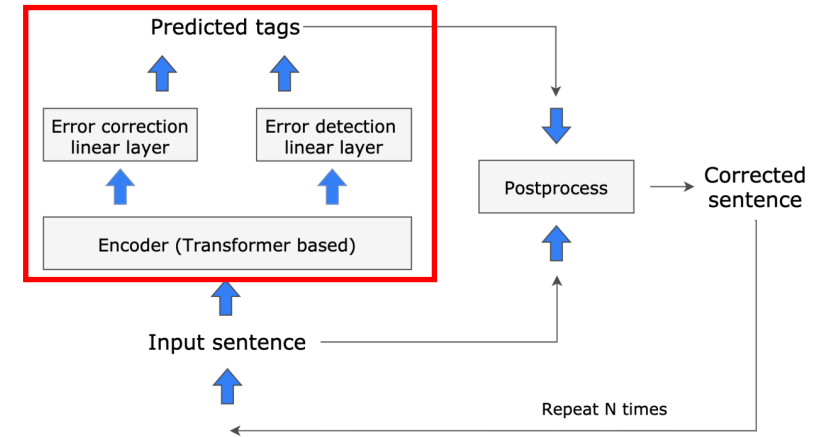 Predicted tags
Error correction
linear layer
Error detection
linear layer
Encoder (Transformer based)
Postprocess
Corrected
sentence
Input sentence
Repeat N times